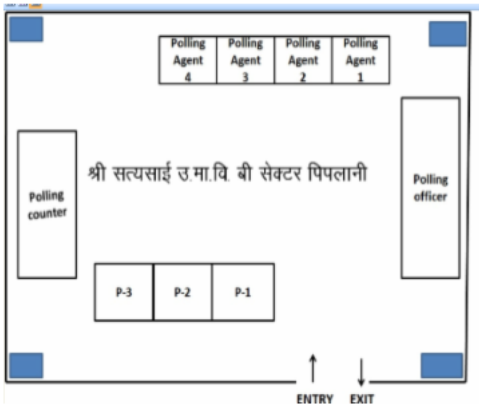 Polling Agent 4
Polling Agent 3
Polling Agent 2
Polling Agent 1
श्री सत्यसाई उ.मा.वि. बी सेक्टर पिपलानी
Polling counter
Polling officer
P-3
P-2
P-1
ENTRY
EXIT